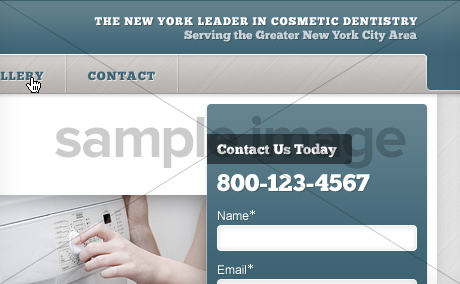 THE NEW YORK LEADER IN COSMETIC DENTISTRY
Serving the Greater New York City Area
LLERY CONTACT
sample image
Contact Us Today
800-123-4567
Name*
Email*